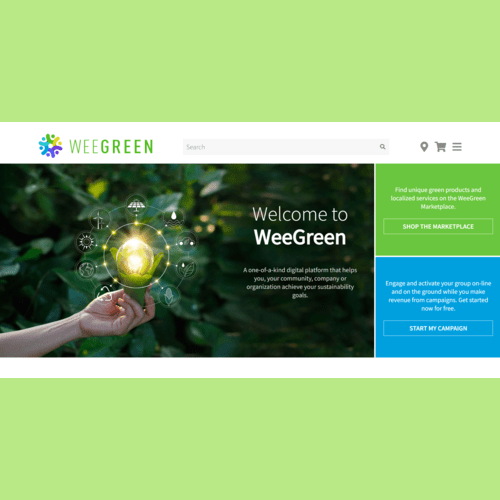 WEEGREEN
Search
Welcome to
WeeGreen
A one-of-a-kind digital platform that helps
you, your community, company or
organization achieve your sustainability
goals.
Find unique green products and
localized services on the WeeGreen
Marketplace.
SHOP THE MARKETPLACE
Engage and activate your group on-line
and on the ground while you make
revenue from campaigns. Get started
now for free.
START MY CAMPAIGN